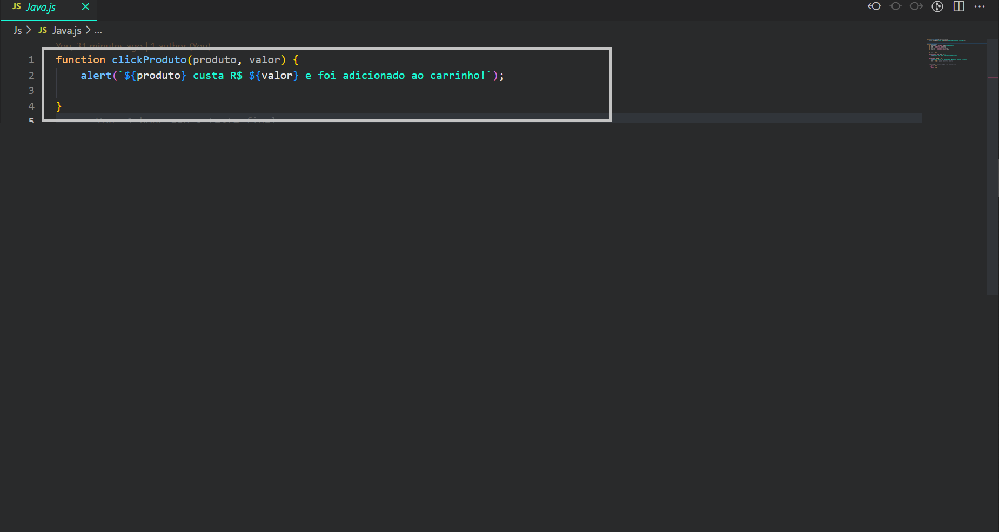 JS Java.js
Js > JS Java.js > ...
You, 31 minutes ago | 1 author (You)
1 function clickProduto(produto, valor) {
2 alert(`${produto} custa R$ ${valor} e foi adicionado ao carrinho!`);
3
4 }
5